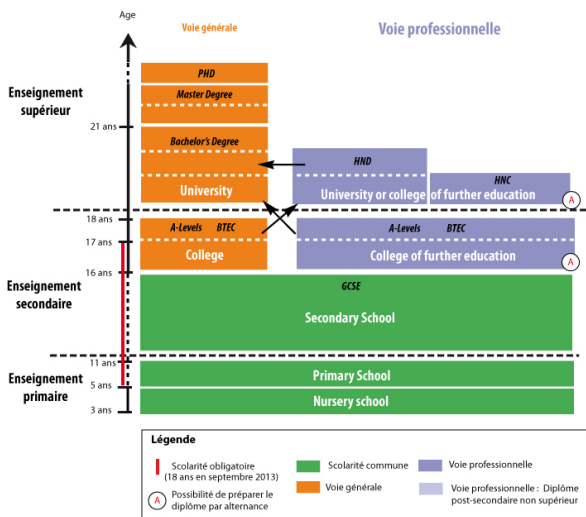 Age
Voie générale
Voie professionnelle
PHD
Enseignement
supérieur
Master Degree
21 ans
Bachelor's Degree
HND
HNC
University
University or college of further education
A
18 ans
A-Levels BTEC
A-Levels BTEC
17 ans
College
College of further education
A
16 ans
GCSE
Enseignement
secondaire
Secondary School
11 ans
Enseignement
primaire
Primary School
5 ans
Nursery school
3 ans
Légende
Scolarité obligatoire
(18 ans en septembre 2013)
Scolarité commune
Voie professionnelle
A
Possibilité de préparer le
diplôme par alternance
Voie générale
Voie professionnelle : Diplôme
post-secondaire non supérieur